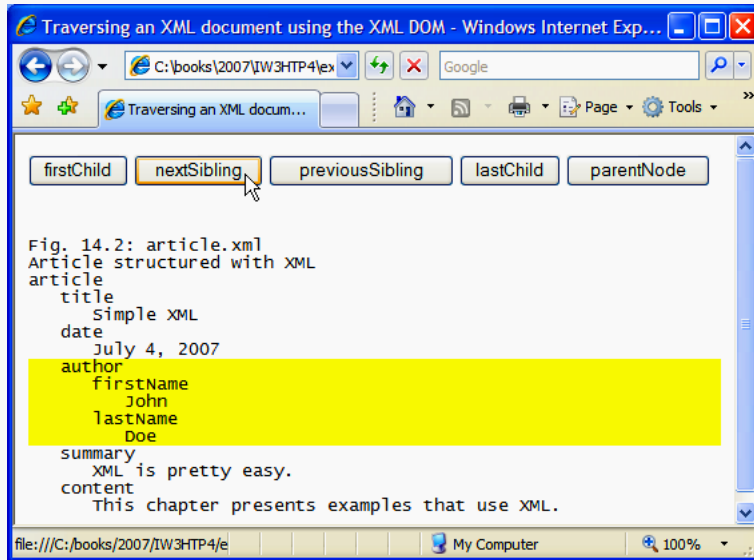 Traversing an XML document using the XML DOM - Windows Internet Exp...
C:\books\2007\IW3HTP4\ex
Google
Traversing an XML docum...
Page
Tools
»
firstChild nextSibling previousSibling lastChild parentNode
Fig. 14.2: article.xml
Article structured with XML
article
title
Simple XML
date
July 4, 2007
author
firstName
John
lastName
Doe
summary
XML is pretty easy.
content
This chapter presents examples that use XML.
file:///C:/books/2007/IW3HTP4/e My Computer 100%